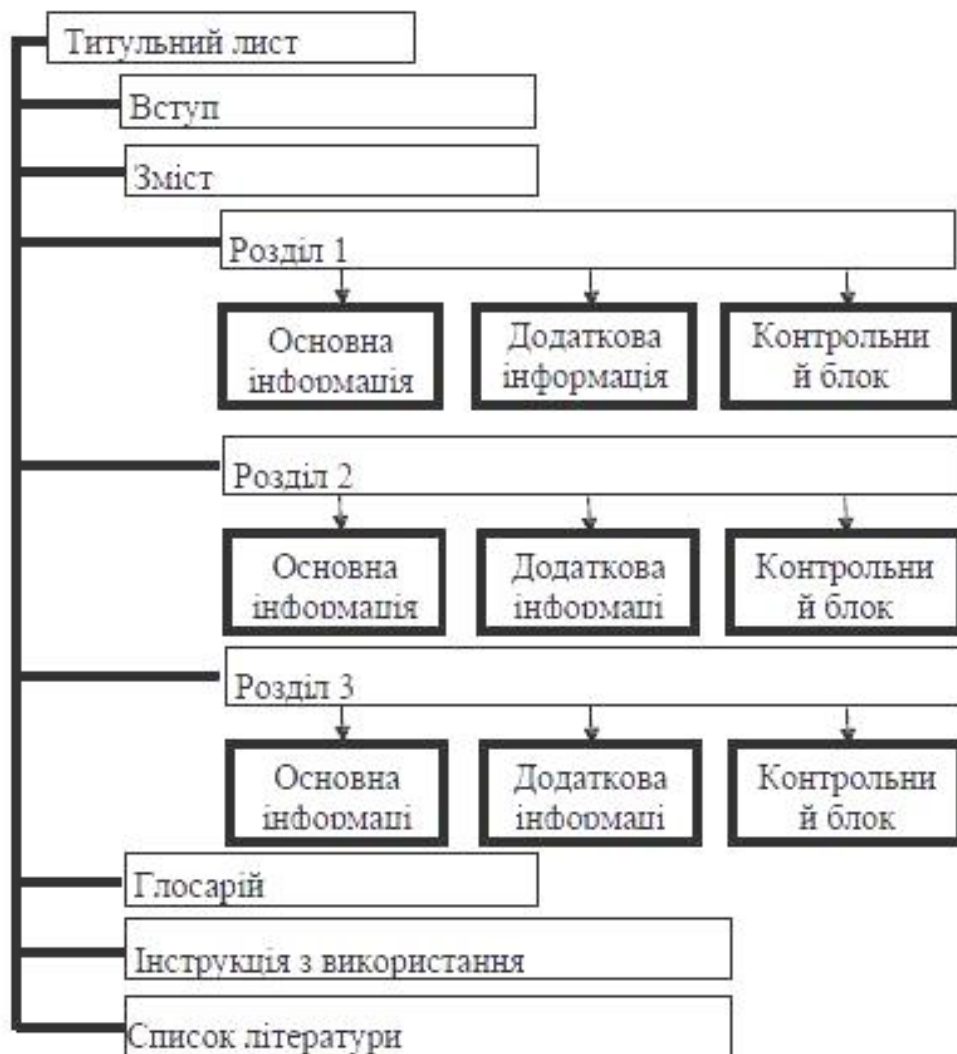 Титульний лист
Вступ
Зміст
Розділ 1
Основна
інформація
Додаткова
інформація
Контрольни
й блок
Розділ 2
Основна
інформація
Додаткова
інформаці
Контрольни
й блок
Розділ 3
Основна
інформаці
Додаткова
інформаці
Контрольни
й блок
Глосарій
Інструкція з використання
Список літератури